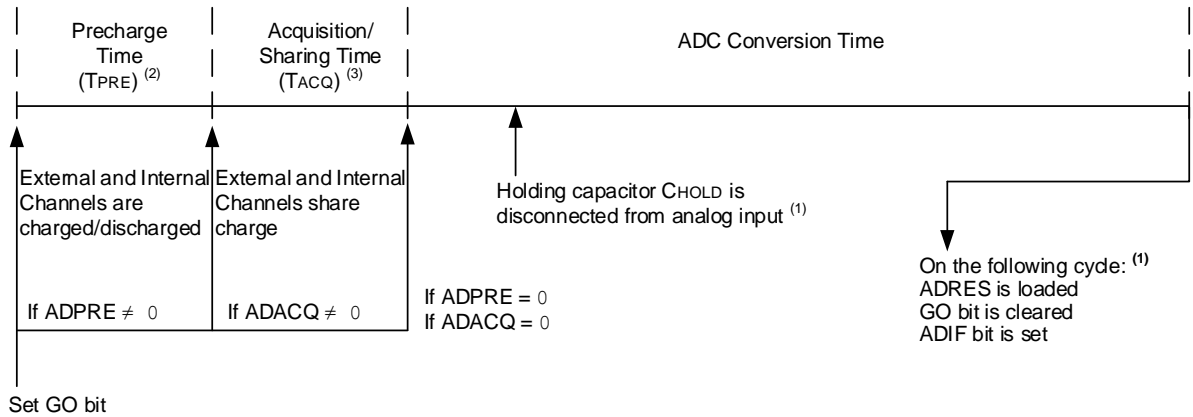 Precharge
Time
(TPRE) (2)
Acquisition/
Sharing Time
(TACQ) (3)
ADC Conversion Time
External and Internal
Channels are
charged/discharged
External and Internal
Channels share
charge
Holding capacitor CHOLD is
disconnected from analog input (1)
If ADPRE ≠ 0
If ADACQ ≠ 0
If ADPRE = 0
If ADACQ = 0
On the following cycle: (1)
ADRES is loaded
GO bit is cleared
ADIF bit is set
Set GO bit